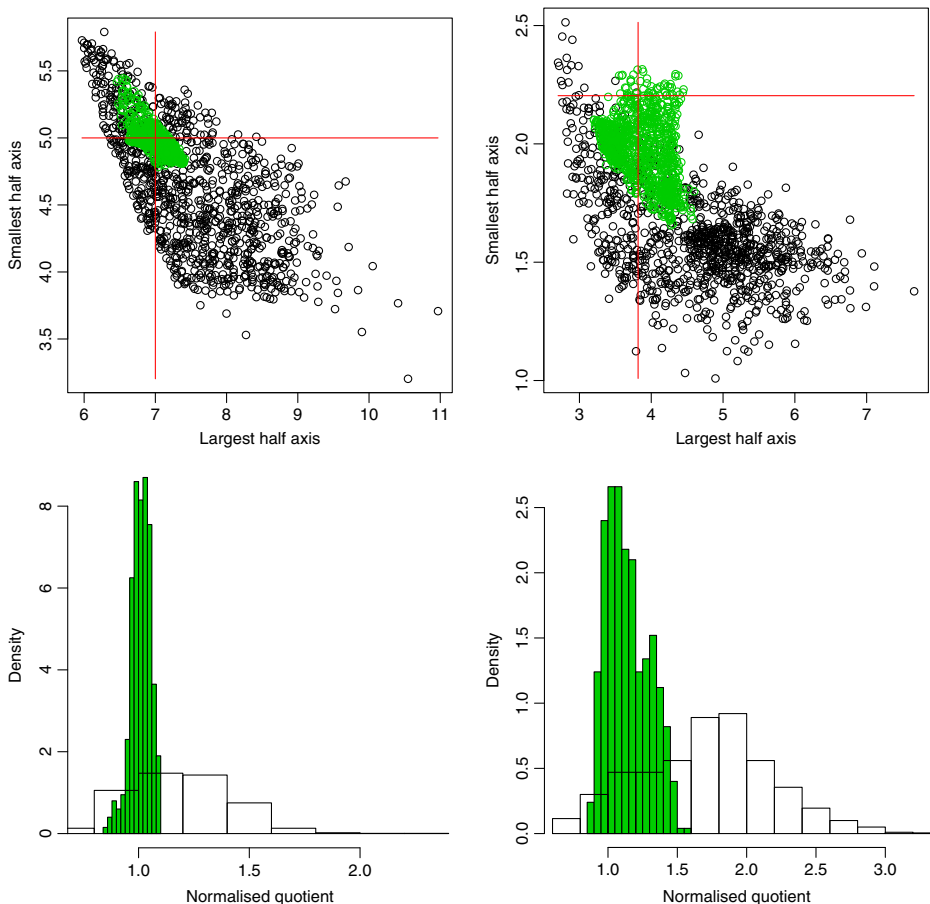 Smallest half axis
5.5
5.0
4.5
4.0
3.5
6 7 8 9 10 11
Largest half axis
Smallest half axis
2.5
2.0
1.5
1.0
3 4 5 6 7
Largest half axis
Density
8
6
4
2
0
1.0 1.5 2.0
Normalised quotient
Density
2.5
2.0
1.5
1.0
0.5
0.0
1.0 1.5 2.0 2.5 3.0
Normalised quotient